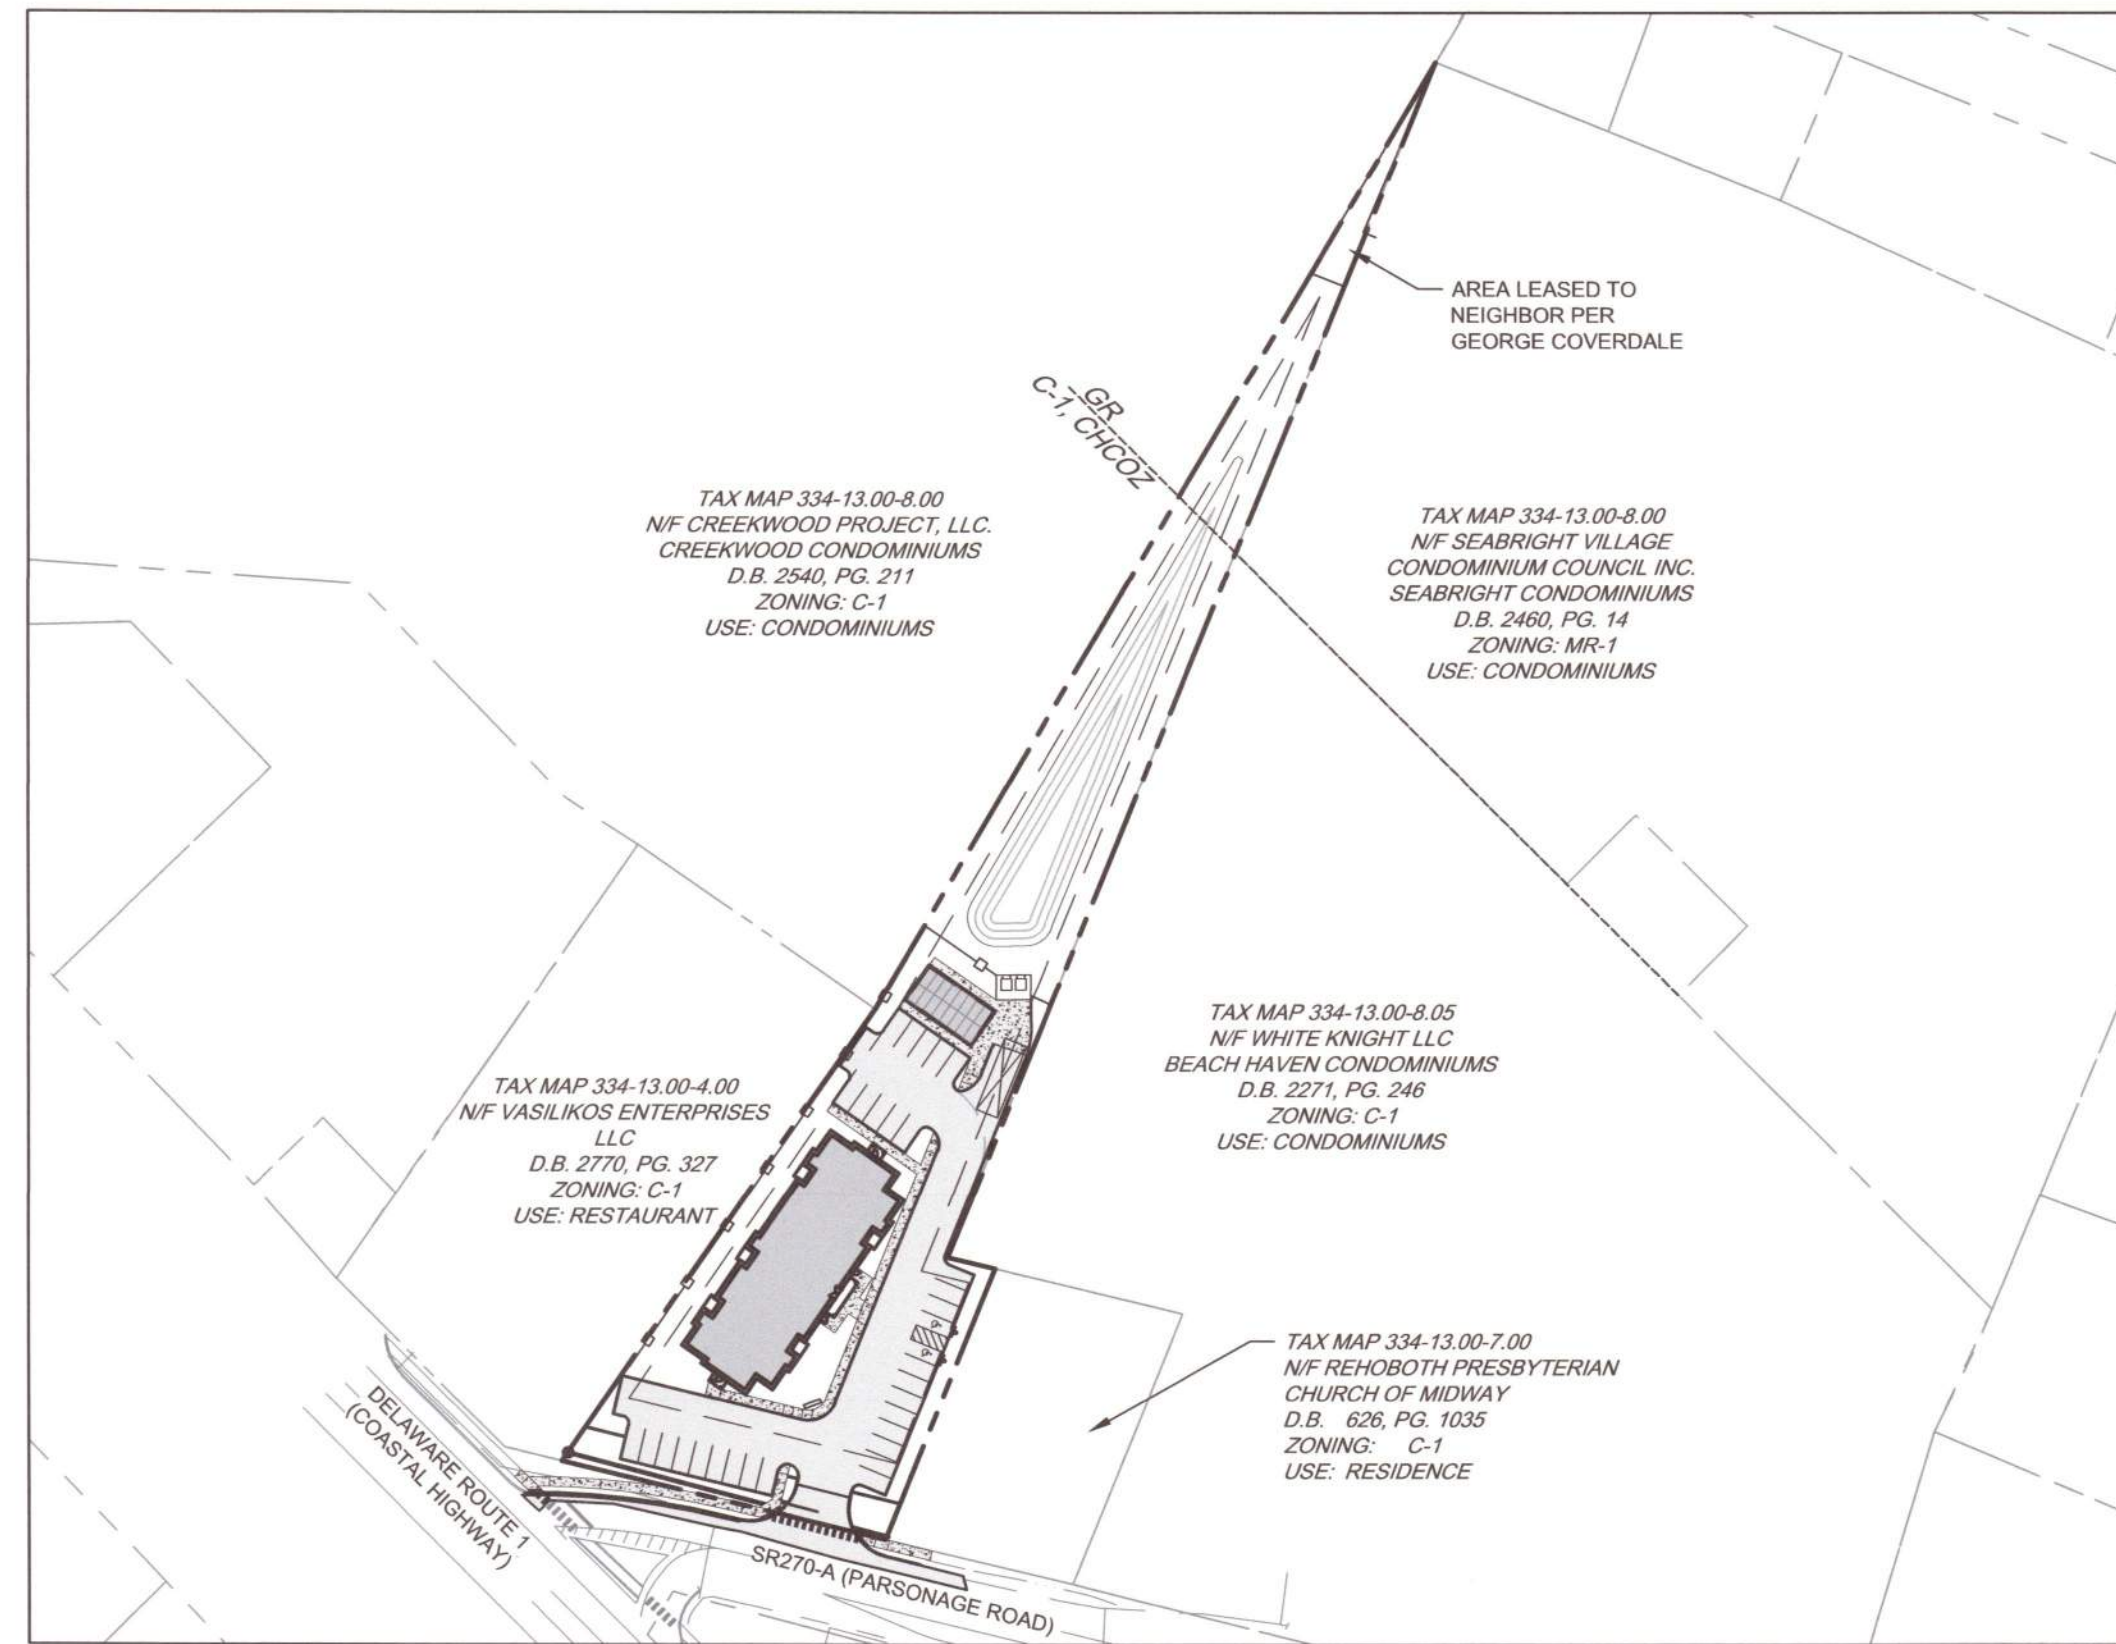 AREA LEASED TO
NEIGHBOR PER
GEORGE COVERDALE
GR
C-1, CHCOZ
TAX MAP 334-13.00-8.00
N/F CREEKWOOD PROJECT, LLC.
CREEKWOOD CONDOMINIUMS
D.B. 2540, PG. 211
ZONING: C-1
USE: CONDOMINIUMS
TAX MAP 334-13.00-8.00
N/F SEABRIGHT VILLAGE
CONDOMINIUM COUNCIL INC.
SEABRIGHT CONDOMINIUMS
D.B. 2460, PG. 14
ZONING: MR-1
USE: CONDOMINIUMS
TAX MAP 334-13.00-8.05
N/F WHITE KNIGHT LLC
BEACH HAVEN CONDOMINIUMS
D.B. 2271, PG. 246
ZONING: C-1
USE: CONDOMINIUMS
TAX MAP 334-13.00-4.00
N/F VASILIKOS ENTERPRISES
LLC
D.B. 2770, PG. 327
ZONING: C-1
USE: RESTAURANT
TAX MAP 334-13.00-7.00
N/F REHOBOTH PRESBYTERIAN
CHURCH OF MIDWAY
D.B. 626, PG. 1035
ZONING: C-1
USE: RESIDENCE
DELAWARE ROUTE 1
(COASTAL HIGHWAY)
SR270-A (PARSONAGE ROAD)